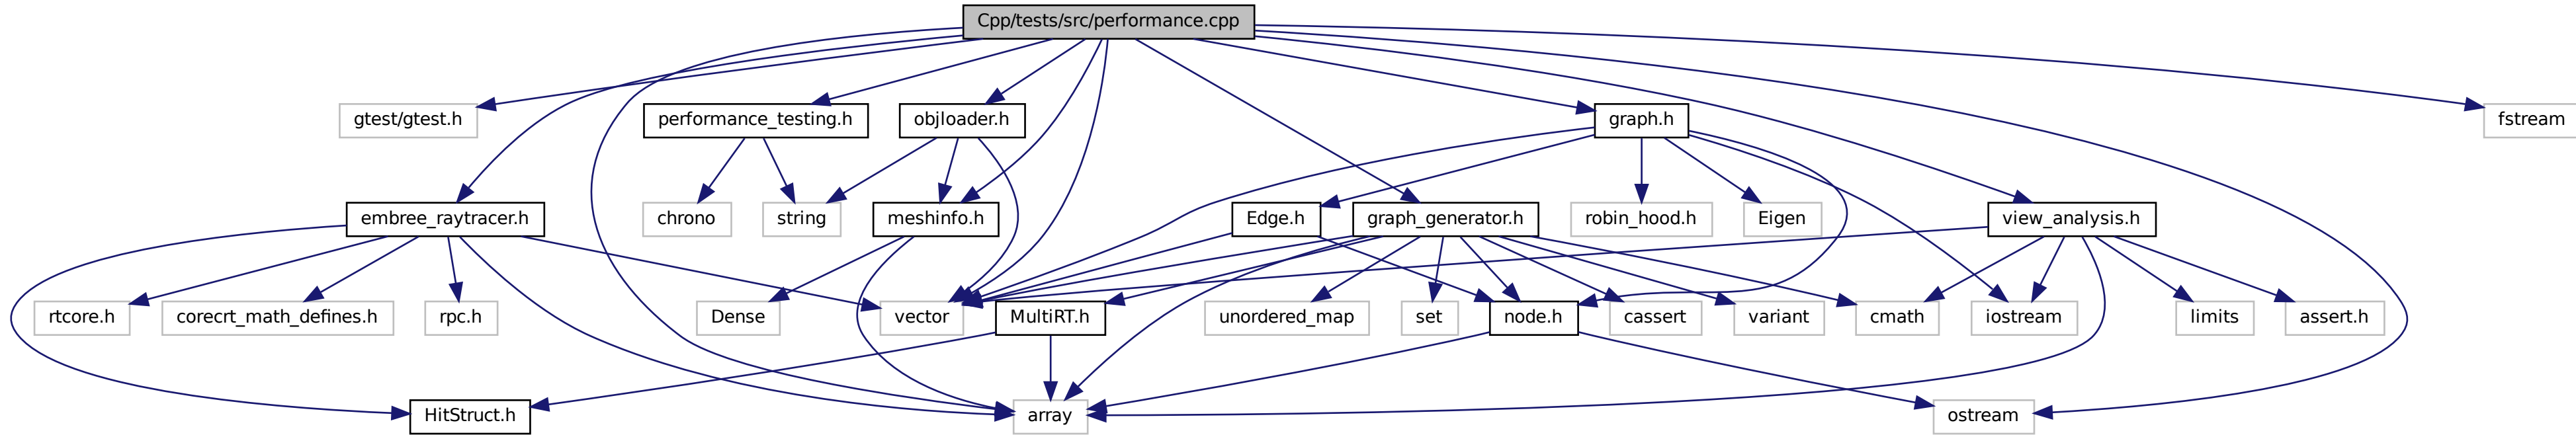 Cpp/tests/src/performance.cpp
gtest/gtest.h
performance_testing.h
objloader.h
graph.h
fstream
embree_raytracer.h
chrono
string
meshinfo.h
Edge.h
graph_generator.h
robin_hood.h
Eigen
view_analysis.h
rtcore.h
corecrt_math_defines.h
rpc.h
Dense
vector
MultiRT.h
unordered_map
set
node.h
cassert
variant
cmath
iostream
limits
assert.h
HitStruct.h
array
ostream